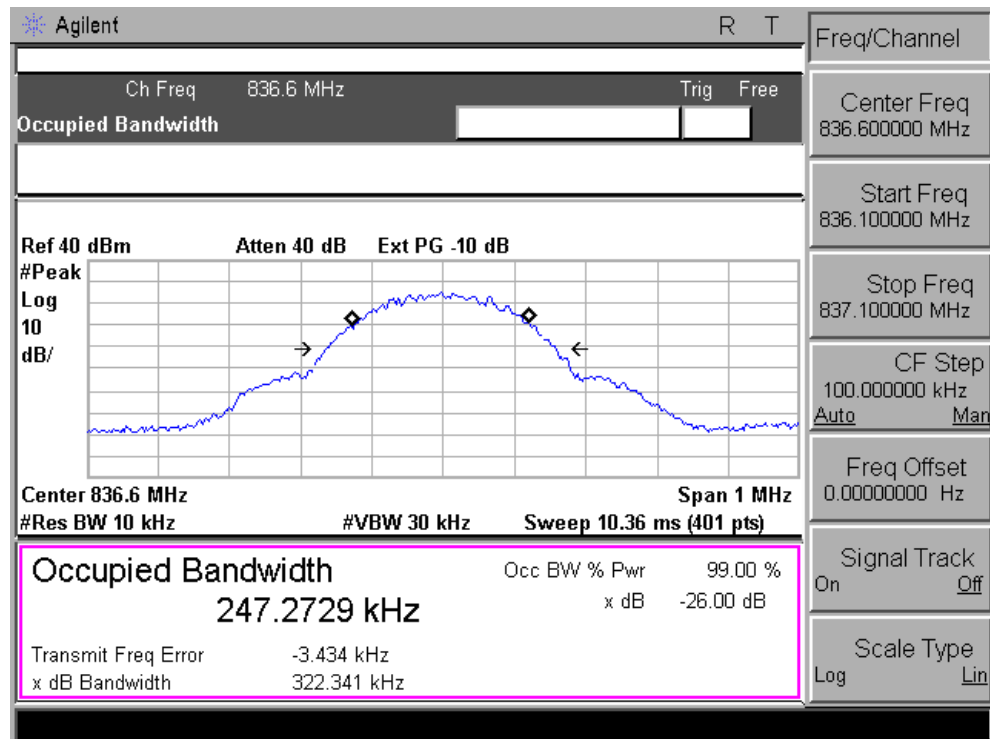 Agilent R T
Ch Freq 836.6 MHz Trig Free
Occupied Bandwidth
Ref 40 dBm Atten 40 dB Ext PG -10 dB
#Peak
Log
10
dB/
Center 836.6 MHz Span 1 MHz
#Res BW 10 kHz #VBW 30 kHz Sweep 10.36 ms (401 pts)
Occupied Bandwidth Occ BW % Pwr 99.00 %
247.2729 kHz x dB -26.00 dB
Transmit Freq Error -3.434 kHz
x dB Bandwidth 322.341 kHz
Freq/Channel
Center Freq
836.600000 MHz
Start Freq
836.100000 MHz
Stop Freq
837.100000 MHz
CF Step
100.000000 kHz
Auto Man
Freq Offset
0.00000000 Hz
Signal Track
On Off
Scale Type
Log Lin